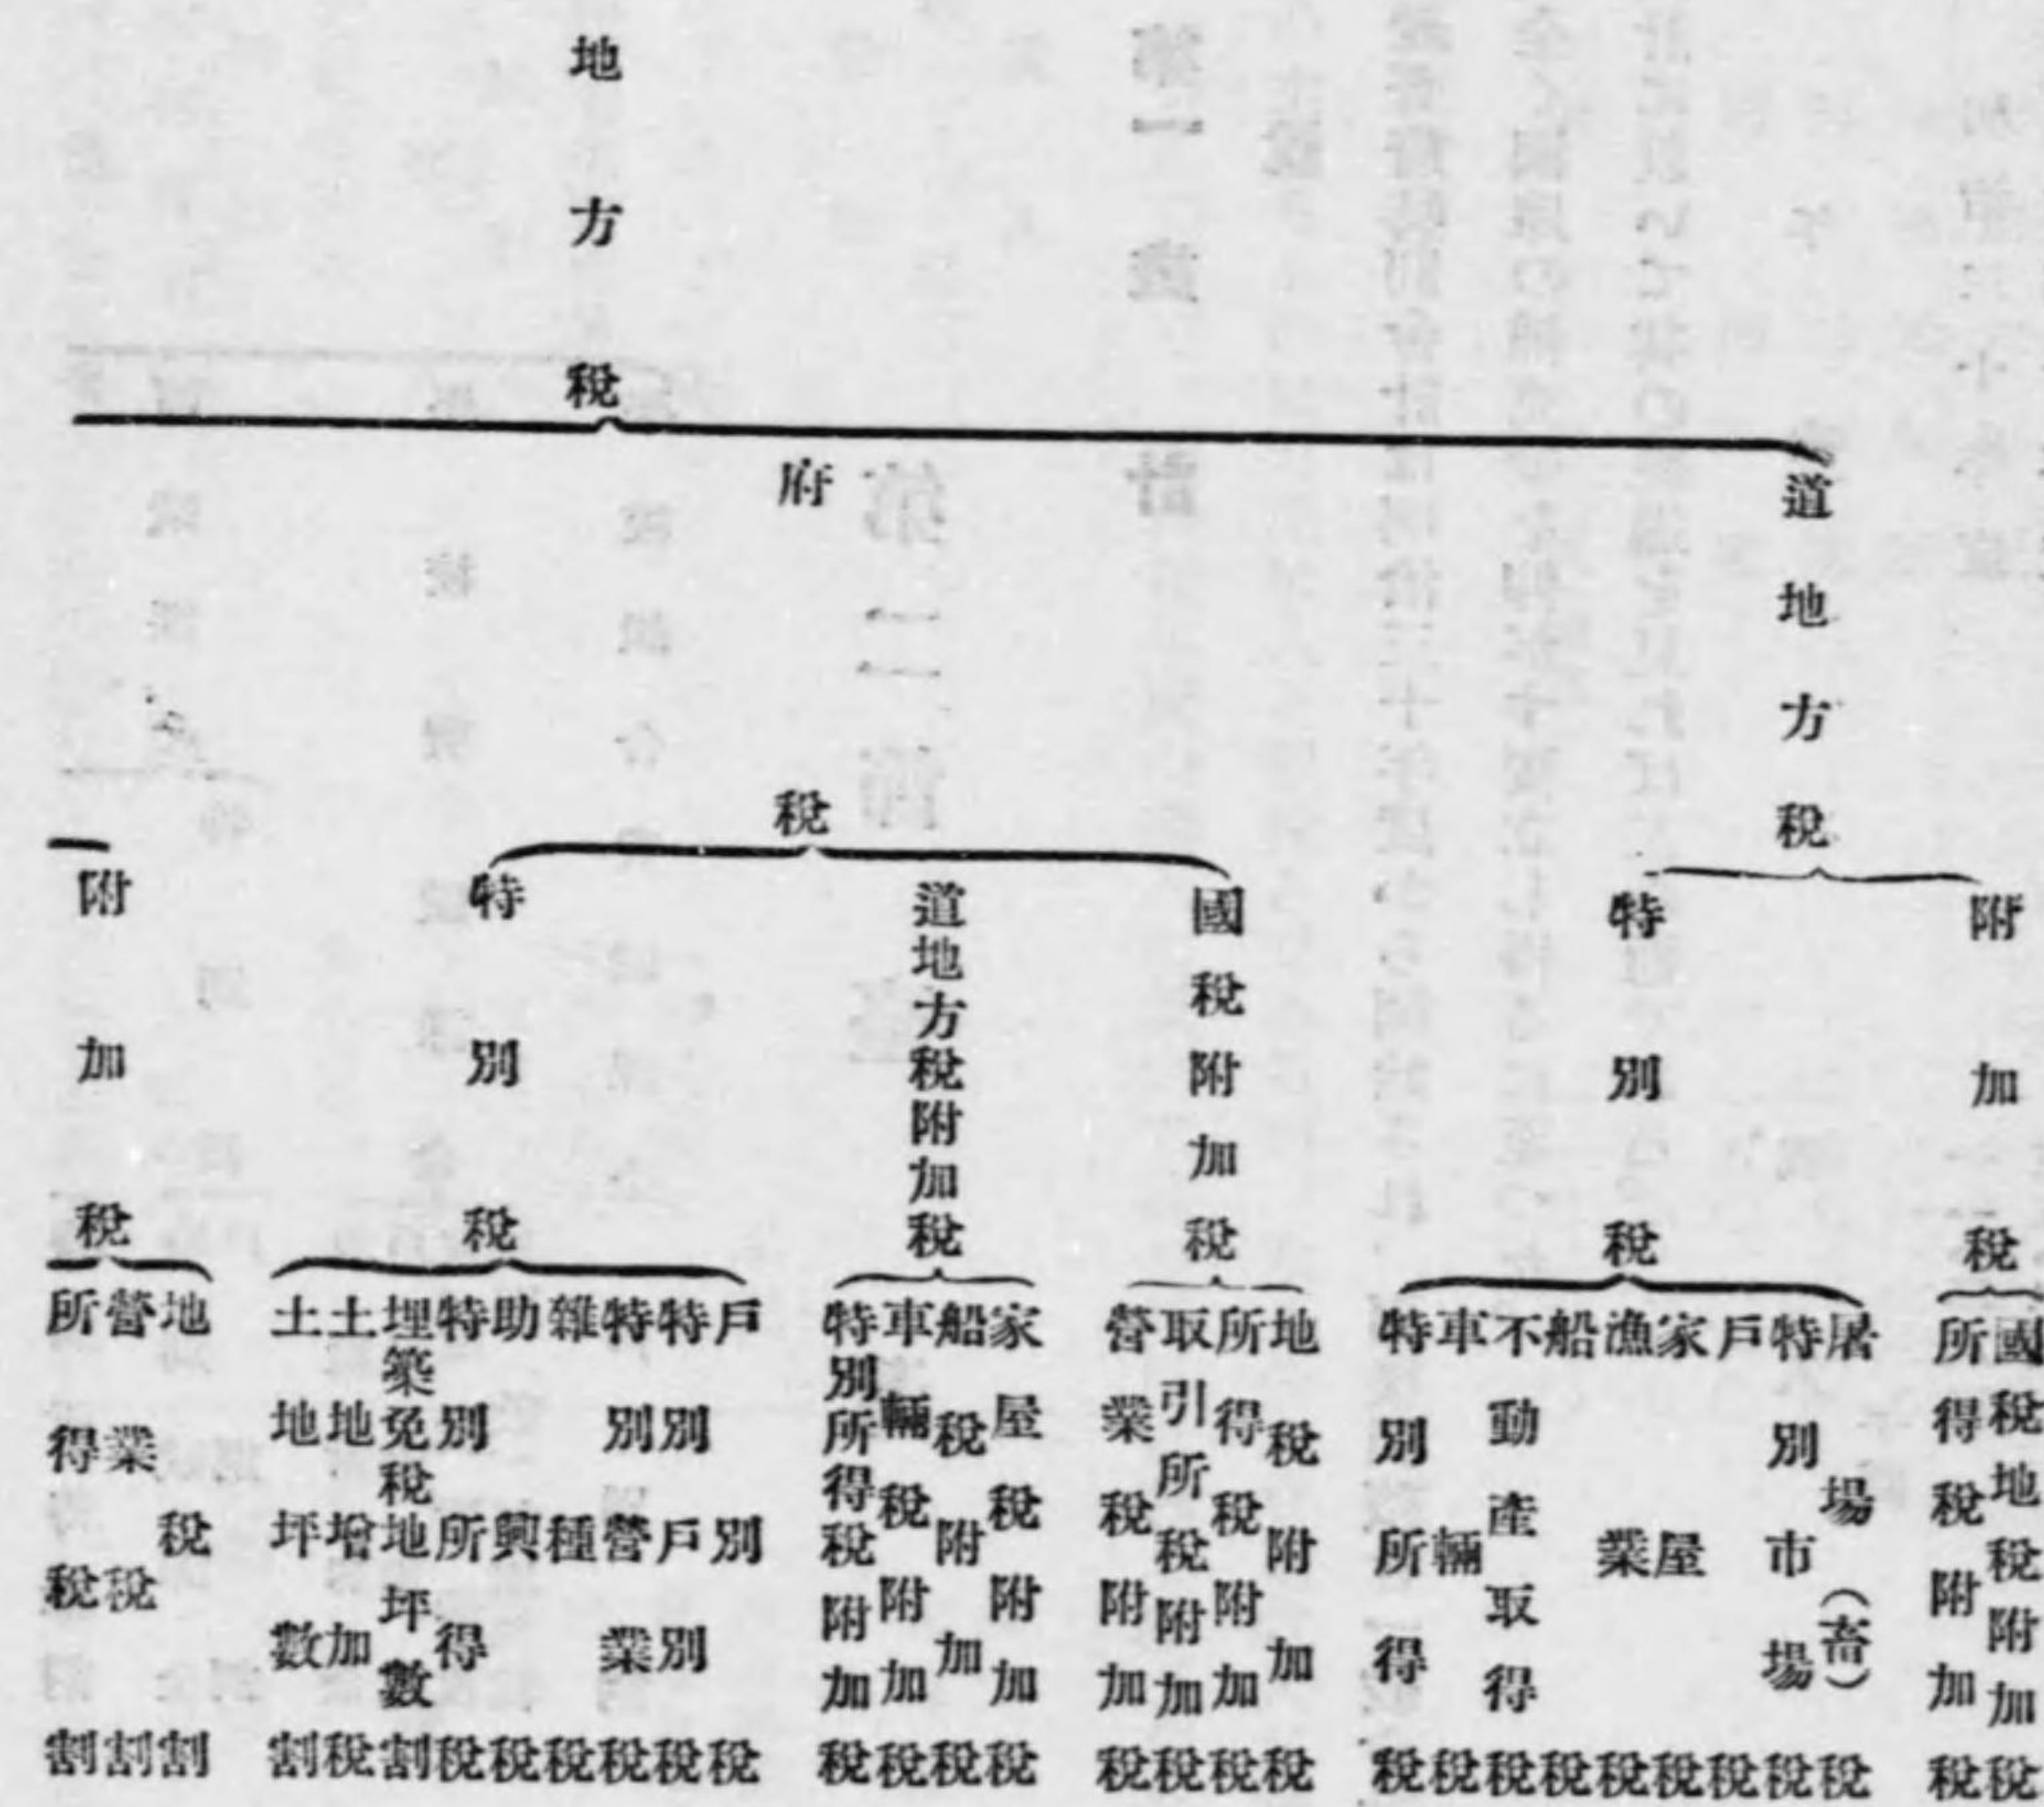 地方税
道地方税
附加税
國税地税附加税
所得税附加税
特別税
屠場(畜)税
特別市場税
戸税
家屋税
漁業税
船税
不動産取得税
車輛税
特別所得税
府税
國税附加税
地税附加税
所得税附加税
取引所税附加税
營業税附加税
道地方税附加税
家屋税附加税
船税附加税
車輛税附加税
特別所得税附加税
特別税
戸別税
特別戸別税
特別營業税
雜種税
助興税
特別所得税
埋築免税地坪數割
土地增加税
土地坪數割
附加税
地税割
營業税割
所得税割